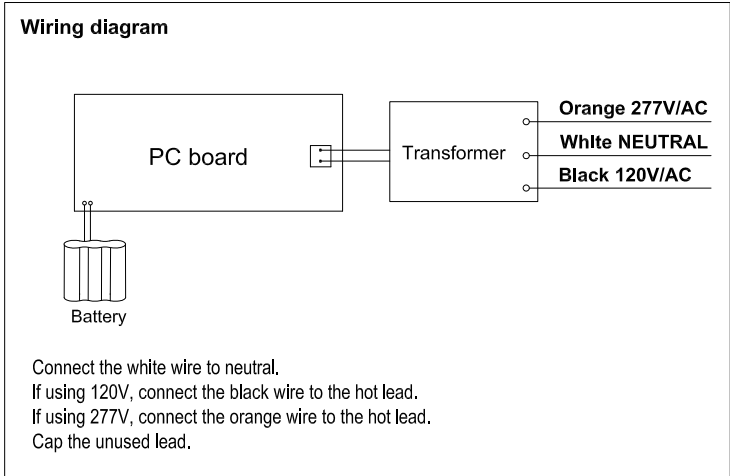 Wiring diagram
Orange 277V/AC
PC board
Transformer
WhIte NEUTRAL
Black 120V/AC
Battery
Connect the white wire to neutral.
If using 120V, connect the black wire to the hot lead.
If using 277V, connect the orange wire to the hot lead.
Cap the unused lead.